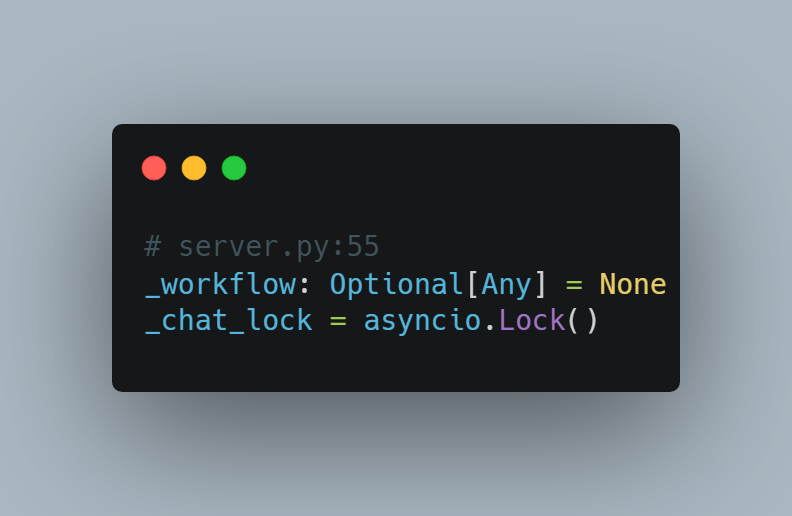 # server.py:55
_workflow: Optional[Any] = None
_chat_lock = asyncio.Lock()